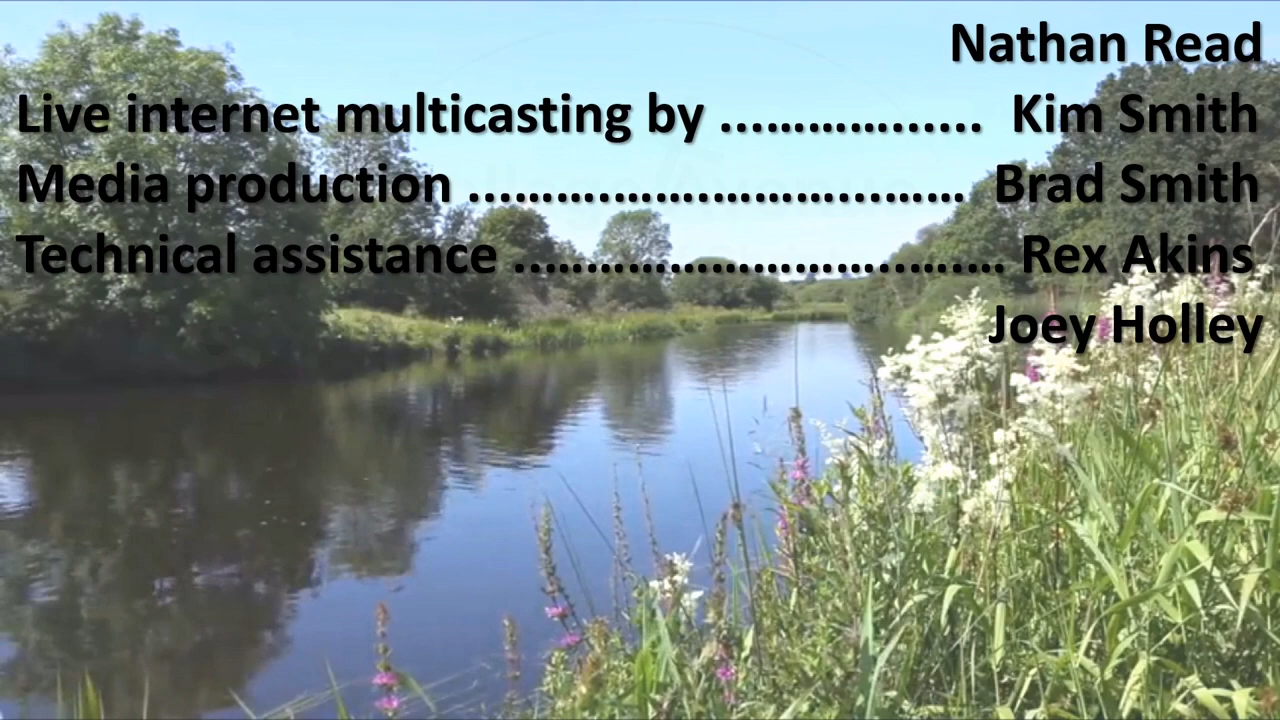 Nathan Read
Live internet multicasting by ...………...... Kim Smith
Media production ...…….…….………...…… Brad Smith
Technical assistance ..……………………..….… Rex Akins
Joey Holley